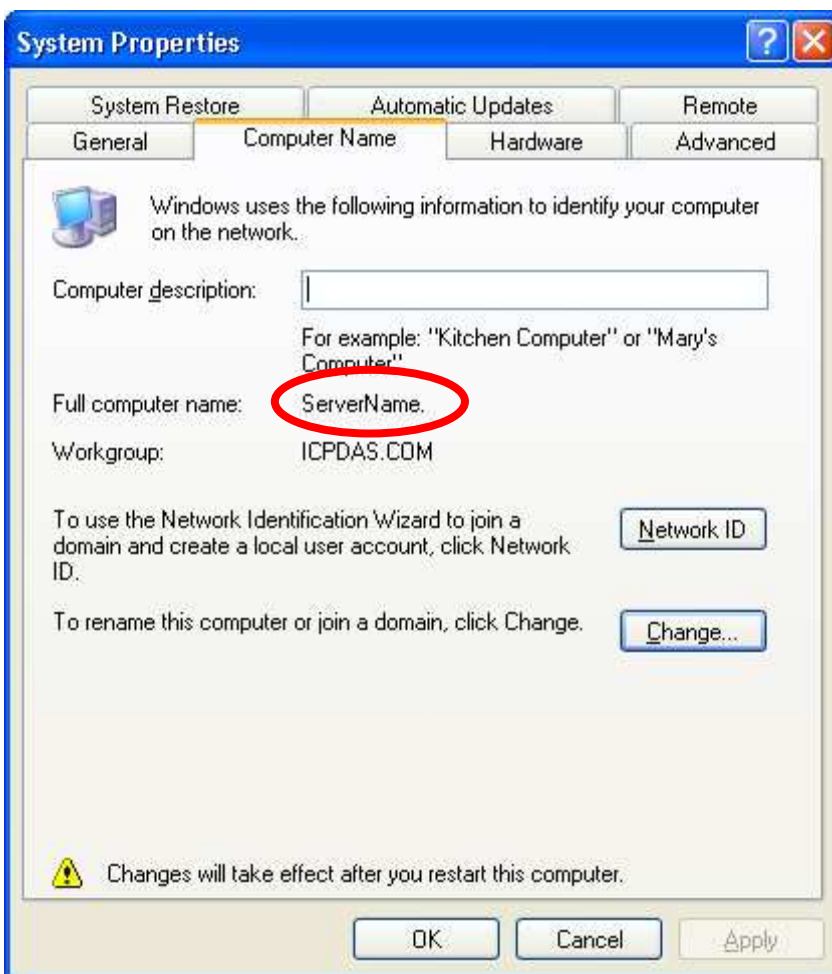 System Properties
System Restore Automatic Updates Remote
General Computer Name Hardware Advanced
Windows uses the following information to identify your computer
on the network.
Computer description:
For example: "Kitchen Computer" or "Mary's
Computer"
Full computer name: ServerName.
Workgroup: ICPDAS.COM
To use the Network Identification Wizard to join a
domain and create a local user account, click Network
ID.
Network ID
To rename this computer or join a domain, click Change.
Change...
Changes will take effect after you restart this computer.
OK Cancel Apply